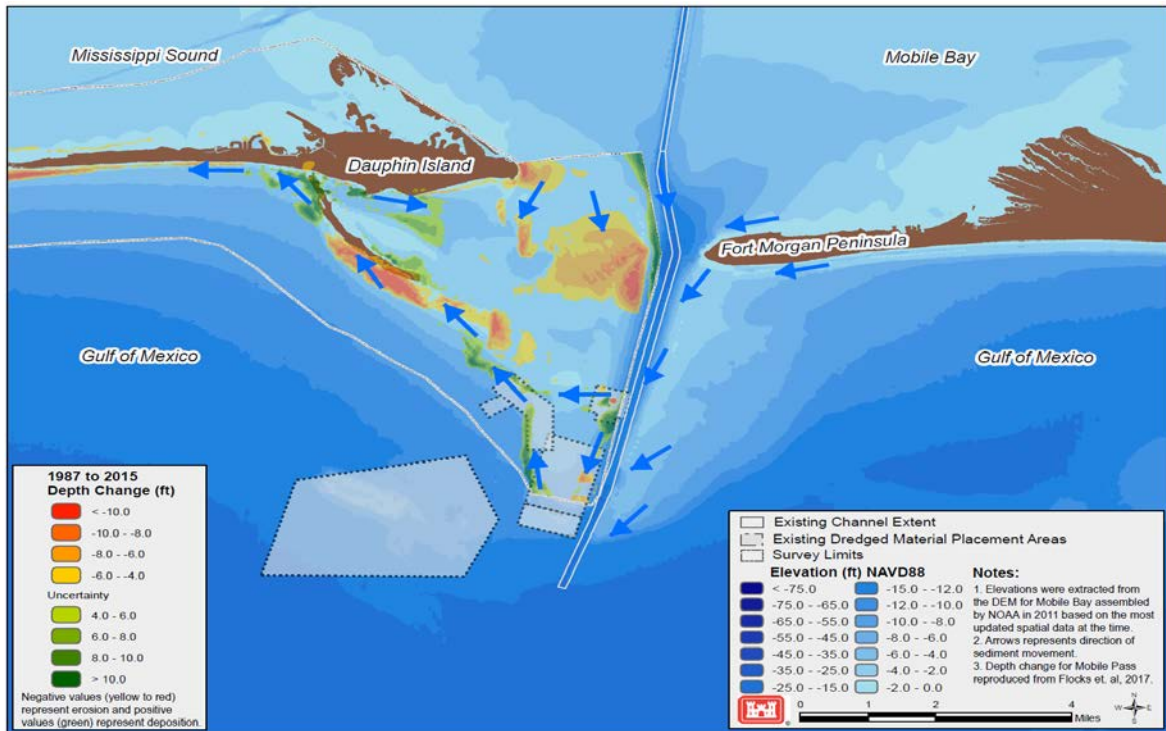 Mississippi Sound
Mobile Bay
Dauphin Island
Fort Morgan Peninsula
Gulf of Mexico
Gulf of Mexico
1987 to 2015
Depth Change (ft)
< -10.0
-10.0 - -8.0
-8.0 - -6.0
-6.0 - -4.0
Uncertainty
4.0 - 6.0
6.0 - 8.0
8.0 - 10.0
> 10.0
Negative values (yellow to red)
represent erosion and positive
values (green) represent deposition.
Existing Channel Extent
Existing Dredged Material Placement Areas
Survey Limits
Elevation (ft) NAVD88
< -75.0
-75.0 - -65.0
-65.0 - -55.0
-55.0 - -45.0
-45.0 - -35.0
-35.0 - -25.0
-25.0 - -15.0
-15.0 - -12.0
-12.0 - -10.0
-10.0 - -8.0
-8.0 - -6.0
-6.0 - -4.0
-4.0 - -2.0
-2.0 - 0.0
Notes:
1. Elevations were extracted from
the DEM for Mobile Bay assembled
by NOAA in 2011 based on the most
updated spatial data at the time.
2. Arrows represents direction of
sediment movement.
3. Depth change for Mobile Pass
reproduced from Flocks et. al, 2017.
®
0 1 2 4
Miles
N
W E
S